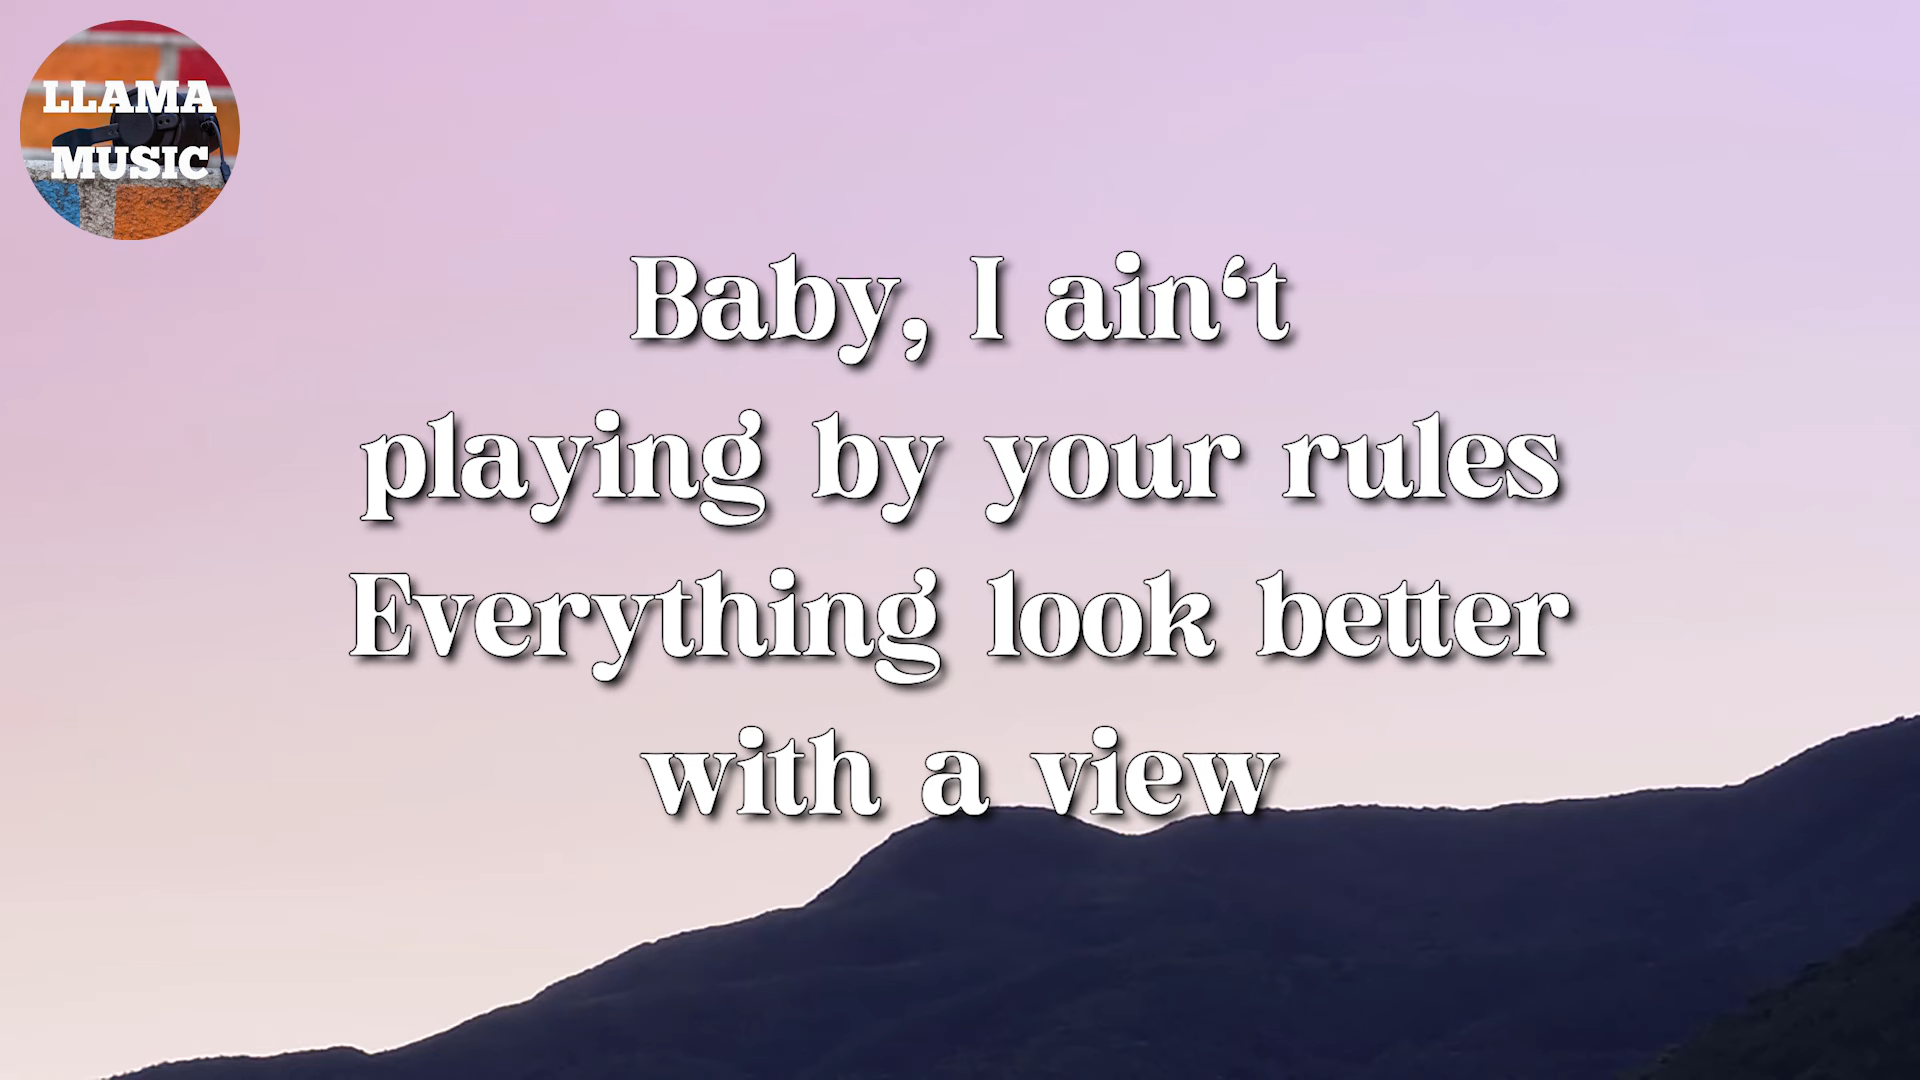 LLAMA
MUSIC
Baby, I ain‘t
playing by your rules
Everything look better
with a view